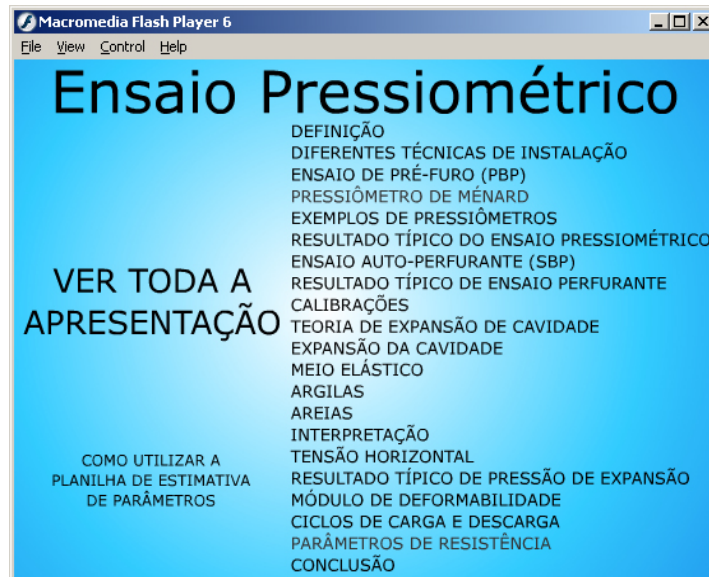 Macromedia Flash Player 6
File View Control Help
Ensaio Pressiométrico
DEFINIÇÃO
DIFERENTES TÉCNICAS DE INSTALAÇÃO
ENSAIO DE PRÉ-FURO (PBP)
PRESSIÔMETRO DE MÉNARD
EXEMPLOS DE PRESSIÔMETROS
RESULTADO TÍPICO DO ENSAIO PRESSIOMÉTRICO
ENSAIO AUTO-PERFURANTE (SBP)
RESULTADO TÍPICO DE ENSAIO PERFURANTE
CALIBRAÇÕES
TEORIA DE EXPANSÃO DE CAVIDADE
EXPANSÃO DA CAVIDADE
MEIO ELÁSTICO
ARGILAS
AREIAS
INTERPRETAÇÃO
TENSÃO HORIZONTAL
RESULTADO TÍPICO DE PRESSÃO DE EXPANSÃO
MÓDULO DE DEFORMABILIDADE
CICLOS DE CARGA E DESCARGA
PARÂMETROS DE RESISTÊNCIA
CONCLUSÃO
VER TODA A
APRESENTAÇÃO
COMO UTILIZAR A
PLANILHA DE ESTIMATIVA
DE PARÂMETROS